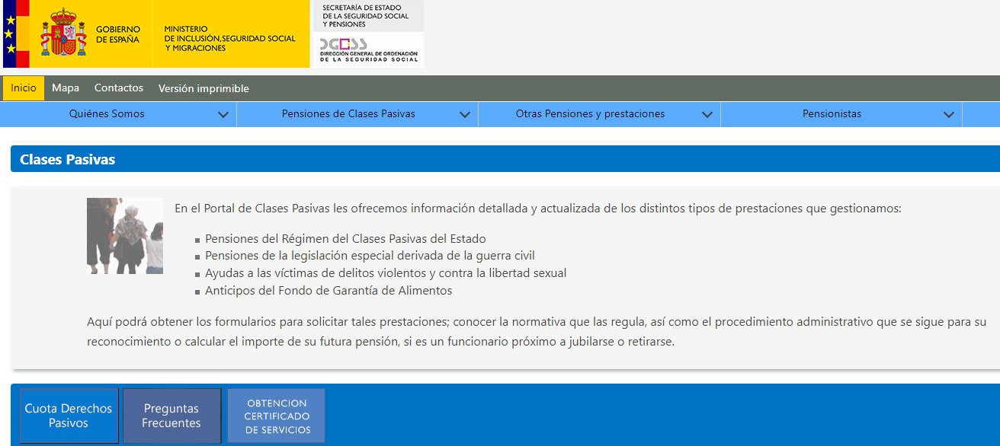 GOBIERNO
DE ESPAÑA
MINISTERIO
DE INCLUSIÓN, SEGURIDAD SOCIAL
Y MIGRACIONES
SECRETARÍA DE ESTADO
DE LA SEGURIDAD SOCIAL
Y PENSIONES
DGOSS
DIRECCIÓN GENERAL DE ORDENACIÓN
DE LA SEGURIDAD SOCIAL
Inicio Mapa Contactos Versión imprimible
Quiénes Somos Pensiones de Clases Pasivas Otras Pensiones y prestaciones Pensionistas
Clases Pasivas
En el Portal de Clases Pasivas les ofrecemos información detallada y actualizada de los distintos tipos de prestaciones que gestionamos:
Pensiones del Régimen del Clases Pasivas del Estado
Pensiones de la legislación especial derivada de la guerra civil
Ayudas a las víctimas de delitos violentos y contra la libertad sexual
Anticipos del Fondo de Garantía de Alimentos
Aquí podrá obtener los formularios para solicitar tales prestaciones; conocer la normativa que las regula, así como el procedimiento administrativo que se sigue para su
reconocimiento o calcular el importe de su futura pensión, si es un funcionario próximo a jubilarse o retirarse.
Cuota Derechos
Pasivos
Preguntas
Frecuentes
OBTENCION
CERTIFICADO
DE SERVICIOS